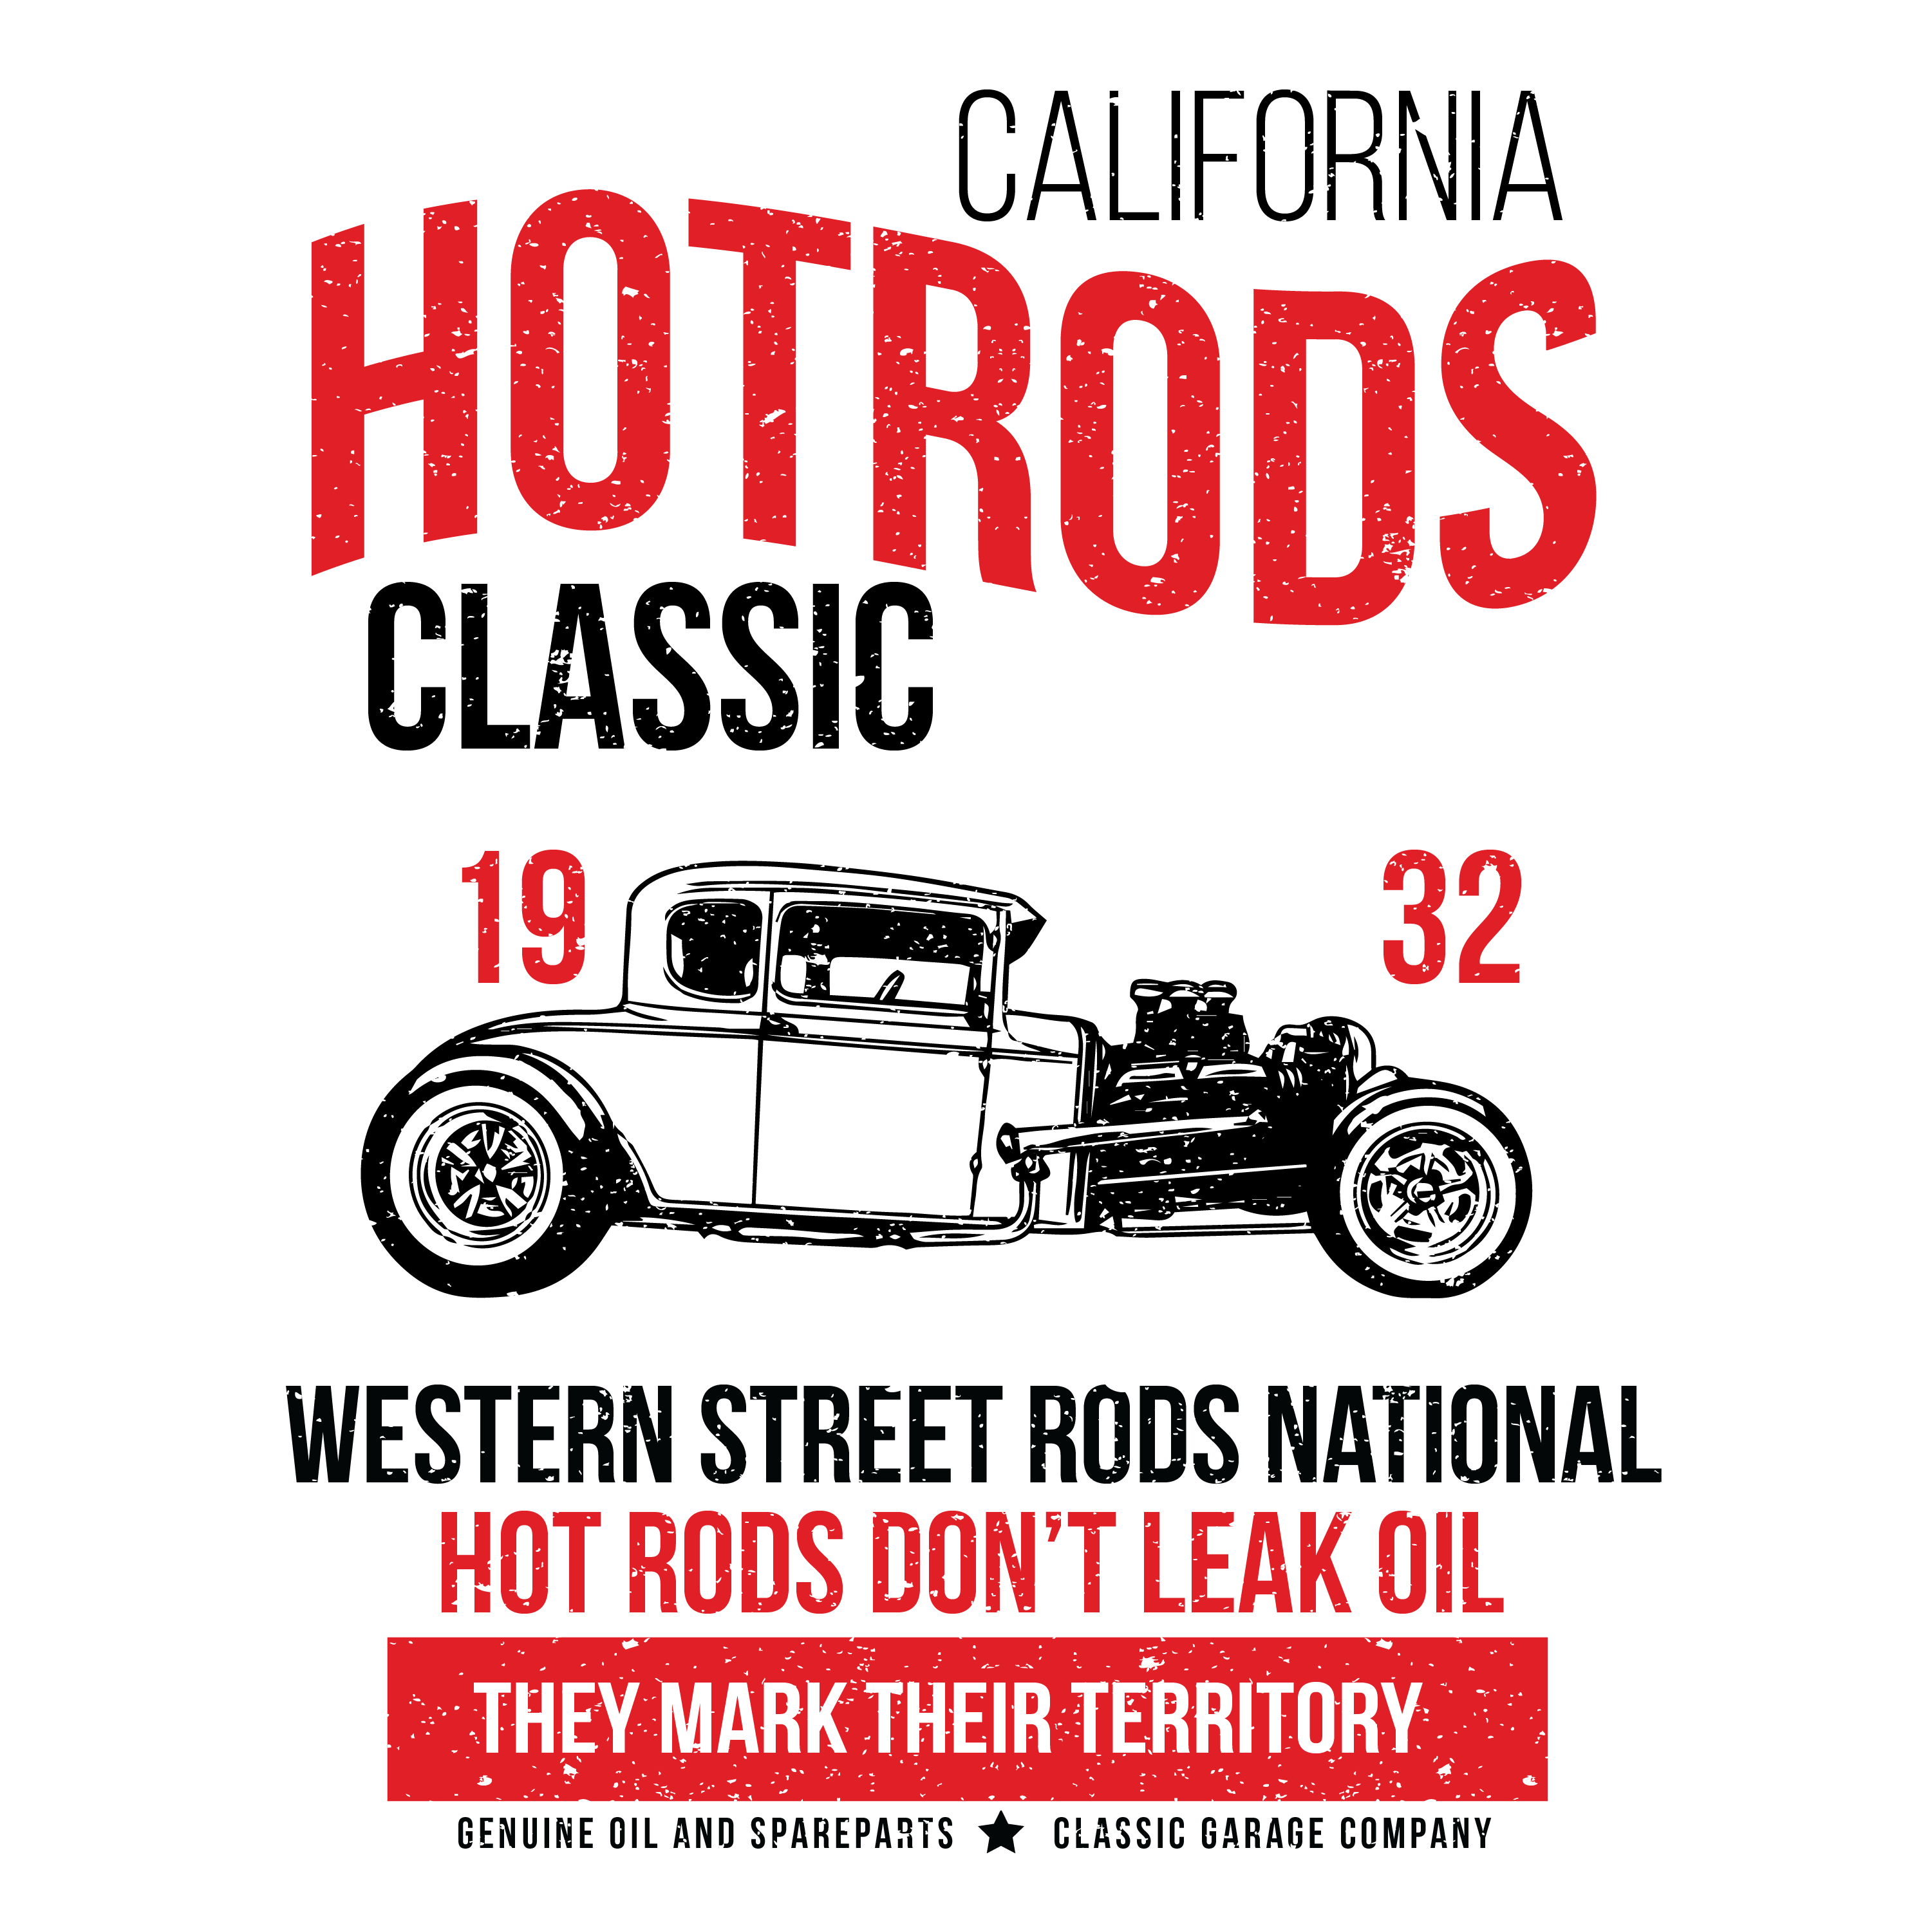 CALIFORNIA
HOTRODS
CLASSIC
19 32
WESTERN STREET RODS NATIONAL
HOT RODS DON'T LEAK OIL
THEY MARK THEIR TERRITORY
GENUINE OIL AND SPAREPARTS ★ CLASSIC GARAGE COMPANY